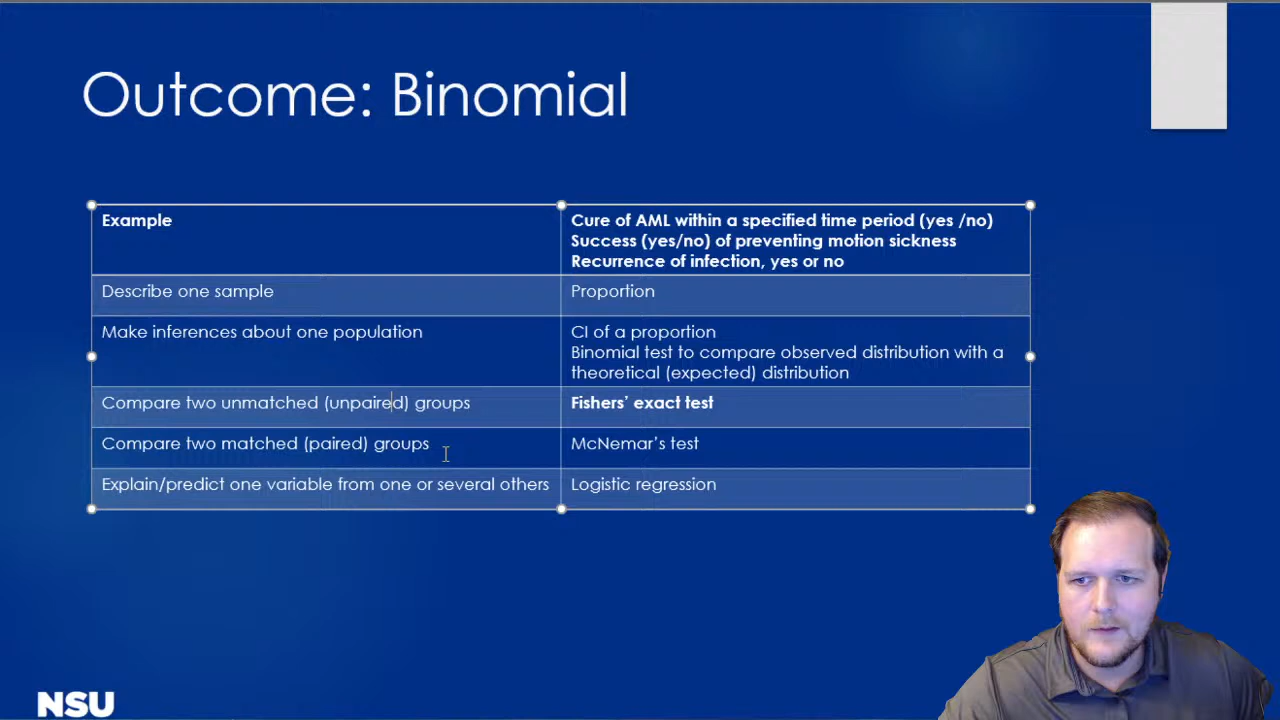 Outcome: Binomial
Example
Cure of AML within a specified time period (yes /no)
Success (yes/no) of preventing motion sickness
Recurrence of infection, yes or no
Describe one sample
Proportion
Make inferences about one population
CI of a proportion
Binomial test to compare observed distribution with a
theoretical (expected) distribution
Compare two unmatched (unpaired) groups
Fishers’ exact test
Compare two matched (paired) groups
McNemar’s test
Explain/predict one variable from one or several others
Logistic regression
NSU